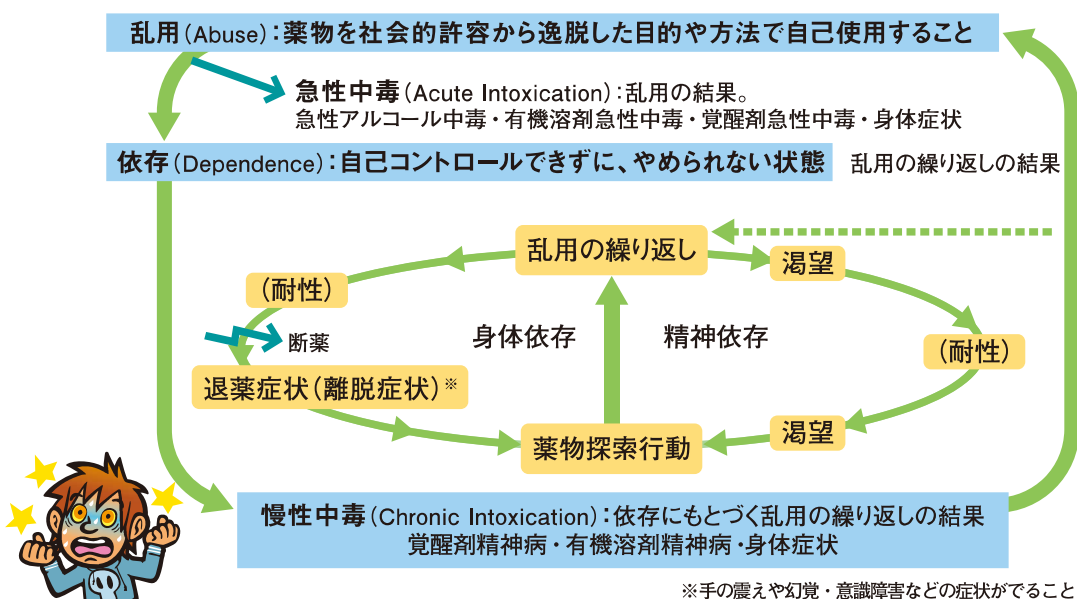 乱用(Abuse):薬物を社会的許容から逸脱した目的や方法で自己使用すること
急性中毒(Acute Intoxication):乱用の結果。
急性アルコール中毒・有機溶剤急性中毒・覚醒剤急性中毒・身体症状
依存(Dependence):自己コントロールできずに、やめられない状態
乱用の繰り返しの結果
乱用の繰り返し
渇望
(耐性)
断薬
身体依存
精神依存
(耐性)
退薬症状(離脱症状)※
渇望
薬物探索行動
慢性中毒(Chronic Intoxication):依存にもとづく乱用の繰り返しの結果
覚醒剤精神病・有機溶剤精神病・身体症状
※手の震えや幻覚・意識障害などの症状がでること